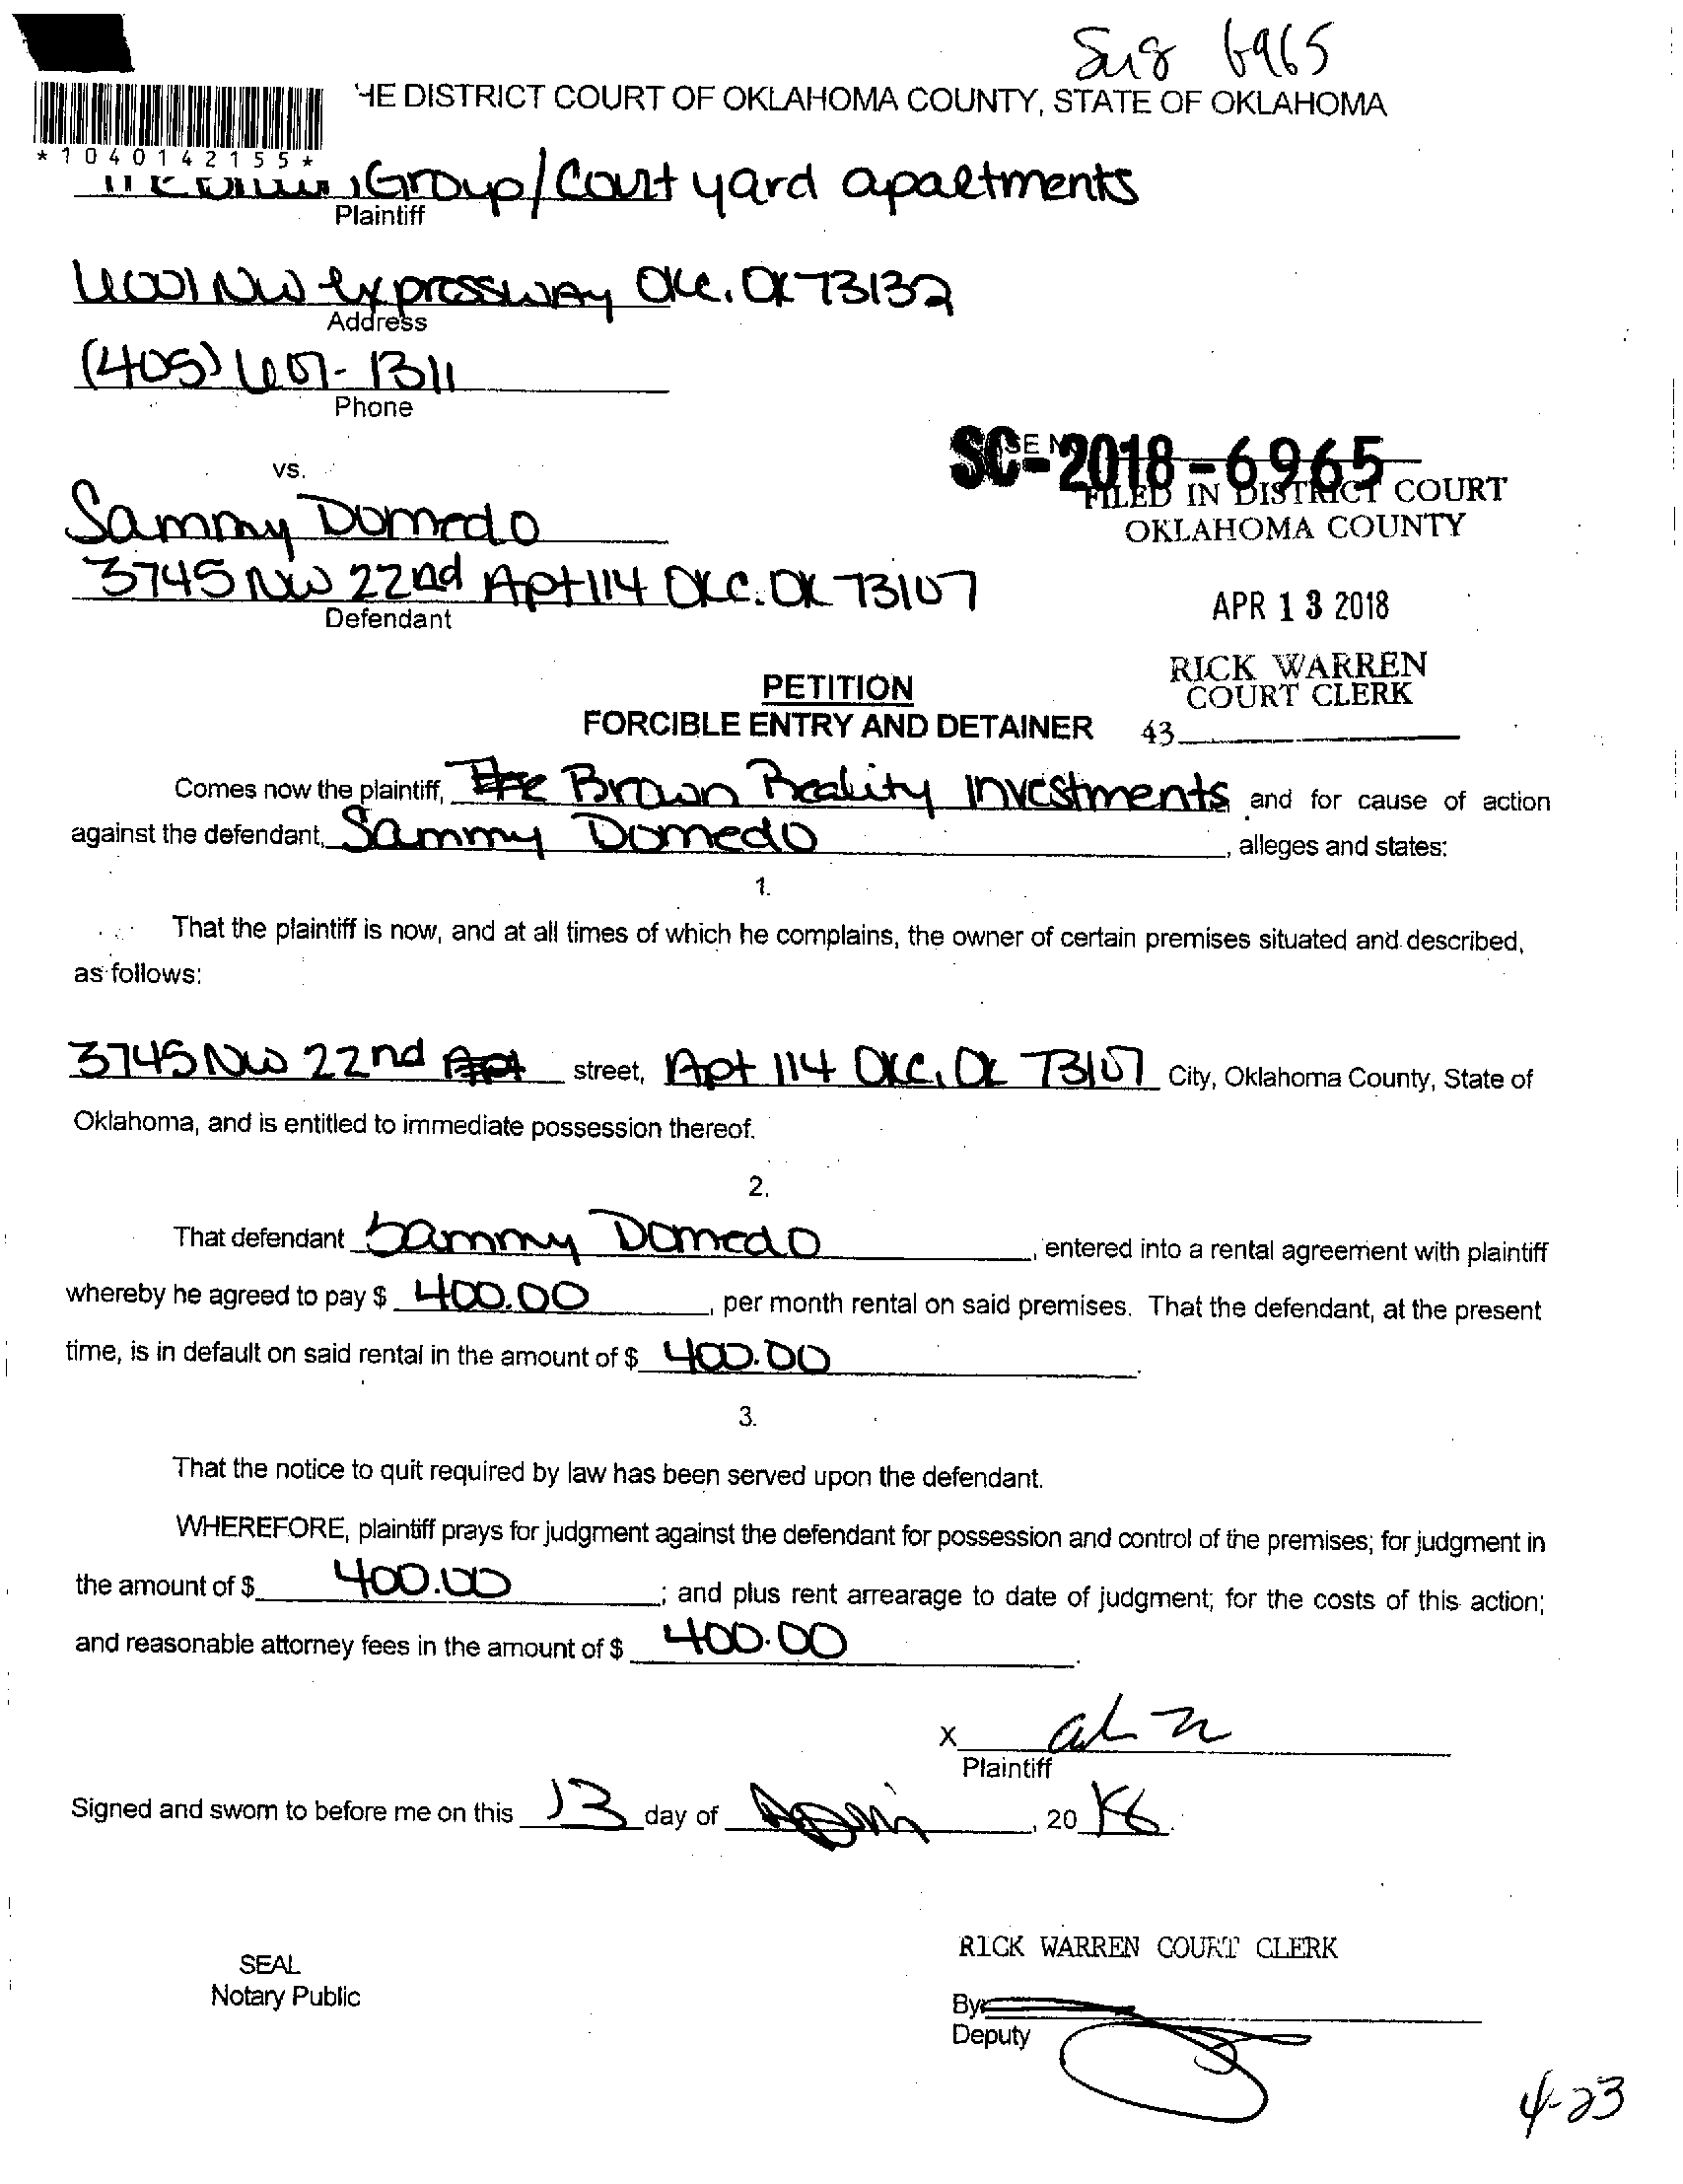 6965
HE DISTRICT COURT OF OKLAHOMA COUNTY, STATE OF OKLAHOMA
*1040142155*
Group/Court yard apartments
Plaintiff
6001 NW expressway OKC. OK 73132
Address
(405) 607-1311
Phone
SC-2018-6965
vs.
FILED IN DISTRICT COURT
OKLAHOMA COUNTY
Sammy Domedo
3745 NW 22nd Apt 114 OKC. OK 73107
Defendant
APR 13 2018
RICK WARREN
COURT CLERK
43
PETITION
FORCIBLE ENTRY AND DETAINER
Comes now the plaintiff, The Brown Reality Investments and for cause of action
against the defendant, Sammy Domedo, alleges and states:
1.
That the plaintiff is now, and at all times of which he complains, the owner of certain premises situated and described,
as follows:
3745 NW 22nd Apt street, Apt 114 OKC, OK 73107 City, Oklahoma County, State of
Oklahoma, and is entitled to immediate possession thereof.
2.
That defendant Sammy Domedo, entered into a rental agreement with plaintiff
whereby he agreed to pay $ 400.00, per month rental on said premises. That the defendant, at the present
time, is in default on said rental in the amount of $ 400.00.
3.
That the notice to quit required by law has been served upon the defendant.
WHEREFORE, plaintiff prays for judgment against the defendant for possession and control of the premises; for judgment in
the amount of $ 400.00; and plus rent arrearage to date of judgment; for the costs of this action;
and reasonable attorney fees in the amount of $ 400.00.
X
Plaintiff
Signed and sworn to before me on this 13 day of April, 20 18.
RICK WARREN COURT CLERK
SEAL
Notary Public
By
Deputy
4-23